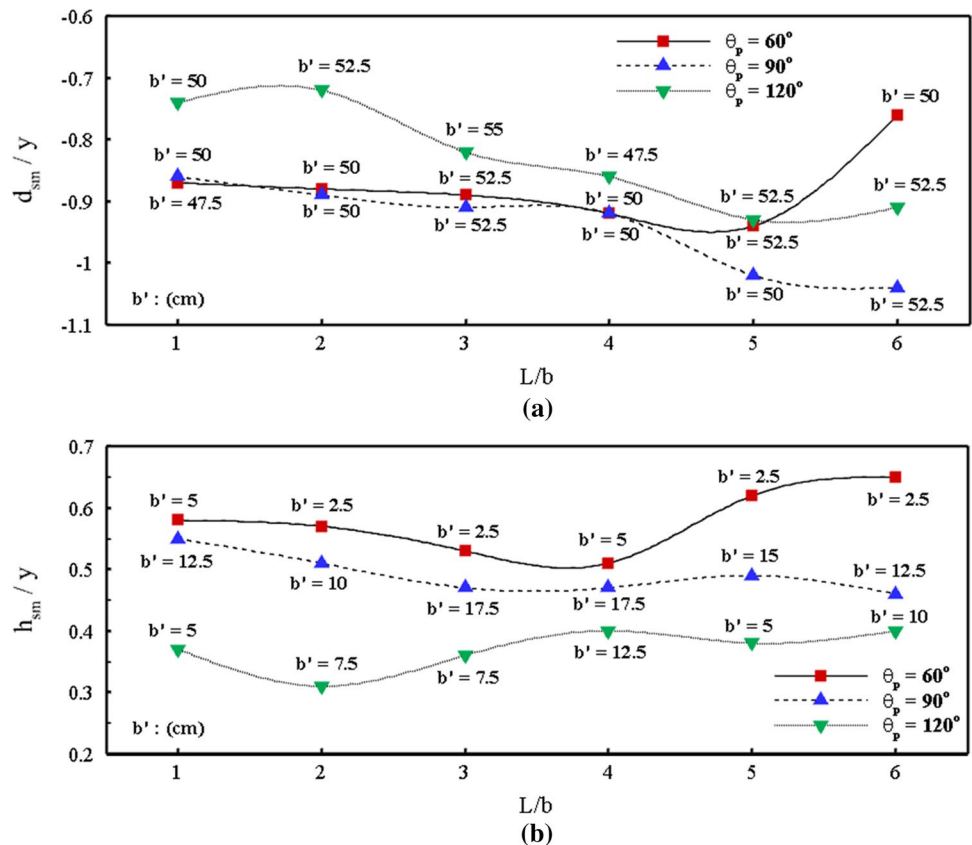 -0.6
θp = 60°
θp = 90°
θp = 120°
b' = 52.5
b' = 50
b' = 50
-0.7
b' = 55
b' = 50
b' = 50
b' = 47.5
-0.8
dsm / y
b' = 52.5
b' = 52.5
b' = 52.5
b' = 47.5
b' = 50
b' = 50
-0.9
b' = 52.5
b' = 50
b' = 52.5
-1
b' = 50
b' = 52.5
b' : (cm)
-1.1
1 2 3 4 5 6
L/b
(a)
0.7
b' = 2.5
b' = 5
b' = 2.5
b' = 2.5
b' = 2.5
0.6
b' = 5
b' = 12.5
b' = 15
b' = 12.5
0.5
b' = 10
b' = 17.5
b' = 17.5
hsm / y
b' = 5
b' = 5
b' = 10
0.4
b' = 7.5
b' = 7.5
b' = 12.5
0.3
θp = 60°
θp = 90°
θp = 120°
b' : (cm)
0.2
1 2 3 4 5 6
L/b
(b)